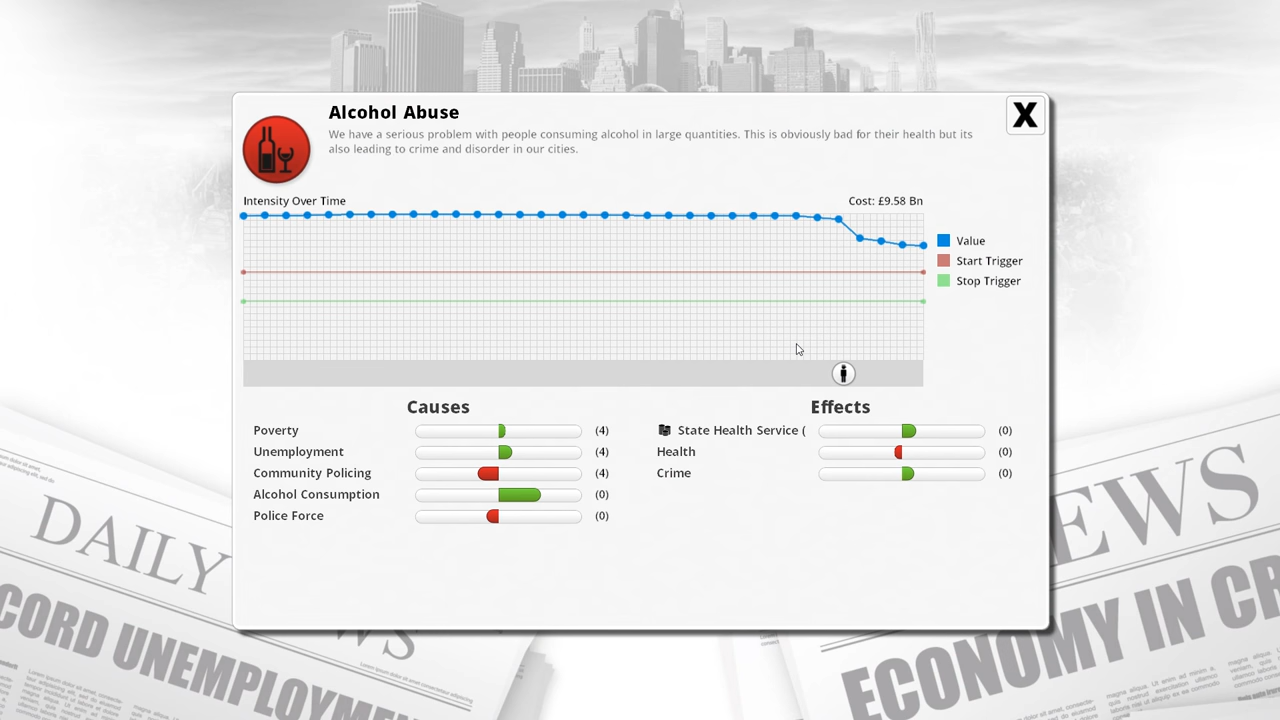 Alcohol Abuse
X
We have a serious problem with people consuming alcohol in large quantities. This is obviously bad for their health but its
also leading to crime and disorder in our cities.
Intensity Over Time
Cost: £9.58 Bn
Value
Start Trigger
Stop Trigger
Causes
Poverty (4)
Unemployment (4)
Community Policing (4)
Alcohol Consumption (0)
Police Force (0)
Effects
State Health Service ( (0)
Health (0)
Crime (0)
DAILY
NEWS
CORD UNEMPLOYMEN
EWS
ECONOMY IN CR